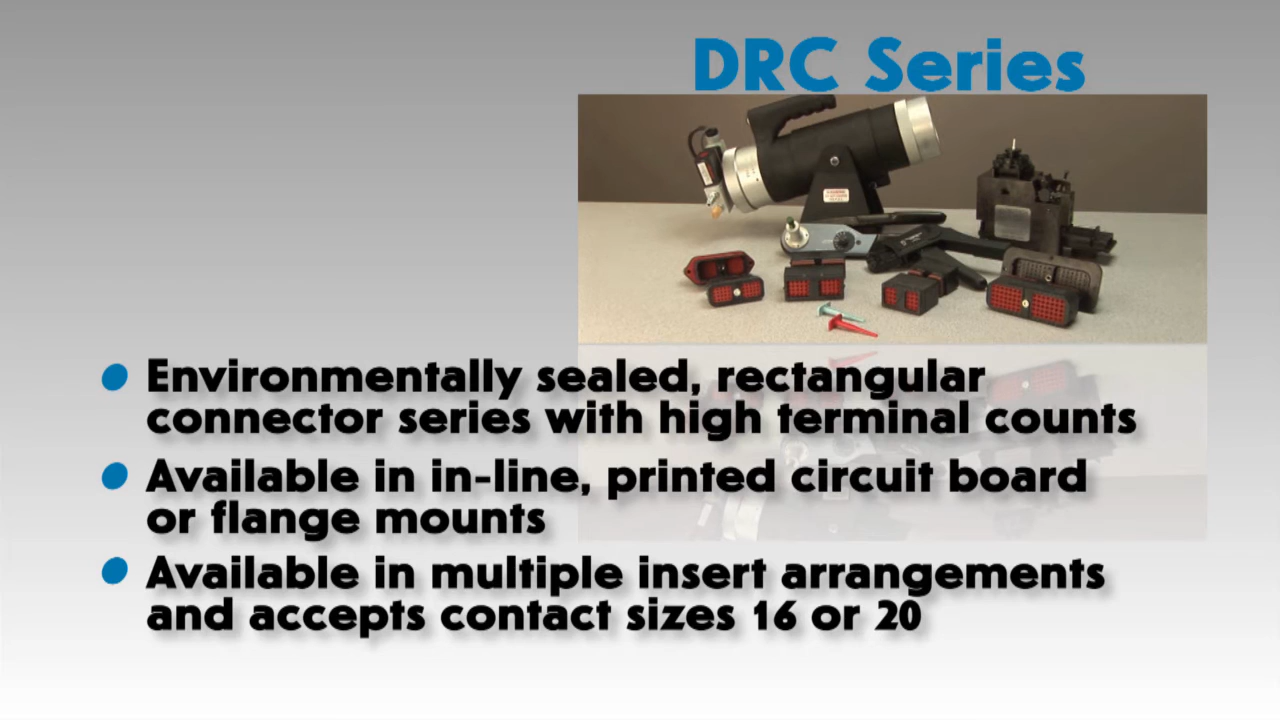 DRC Series
Environmentally sealed, rectangular
connector series with high terminal counts
Available in in-line, printed circuit board
or flange mounts
Available in multiple insert arrangements
and accepts contact sizes 16 or 20